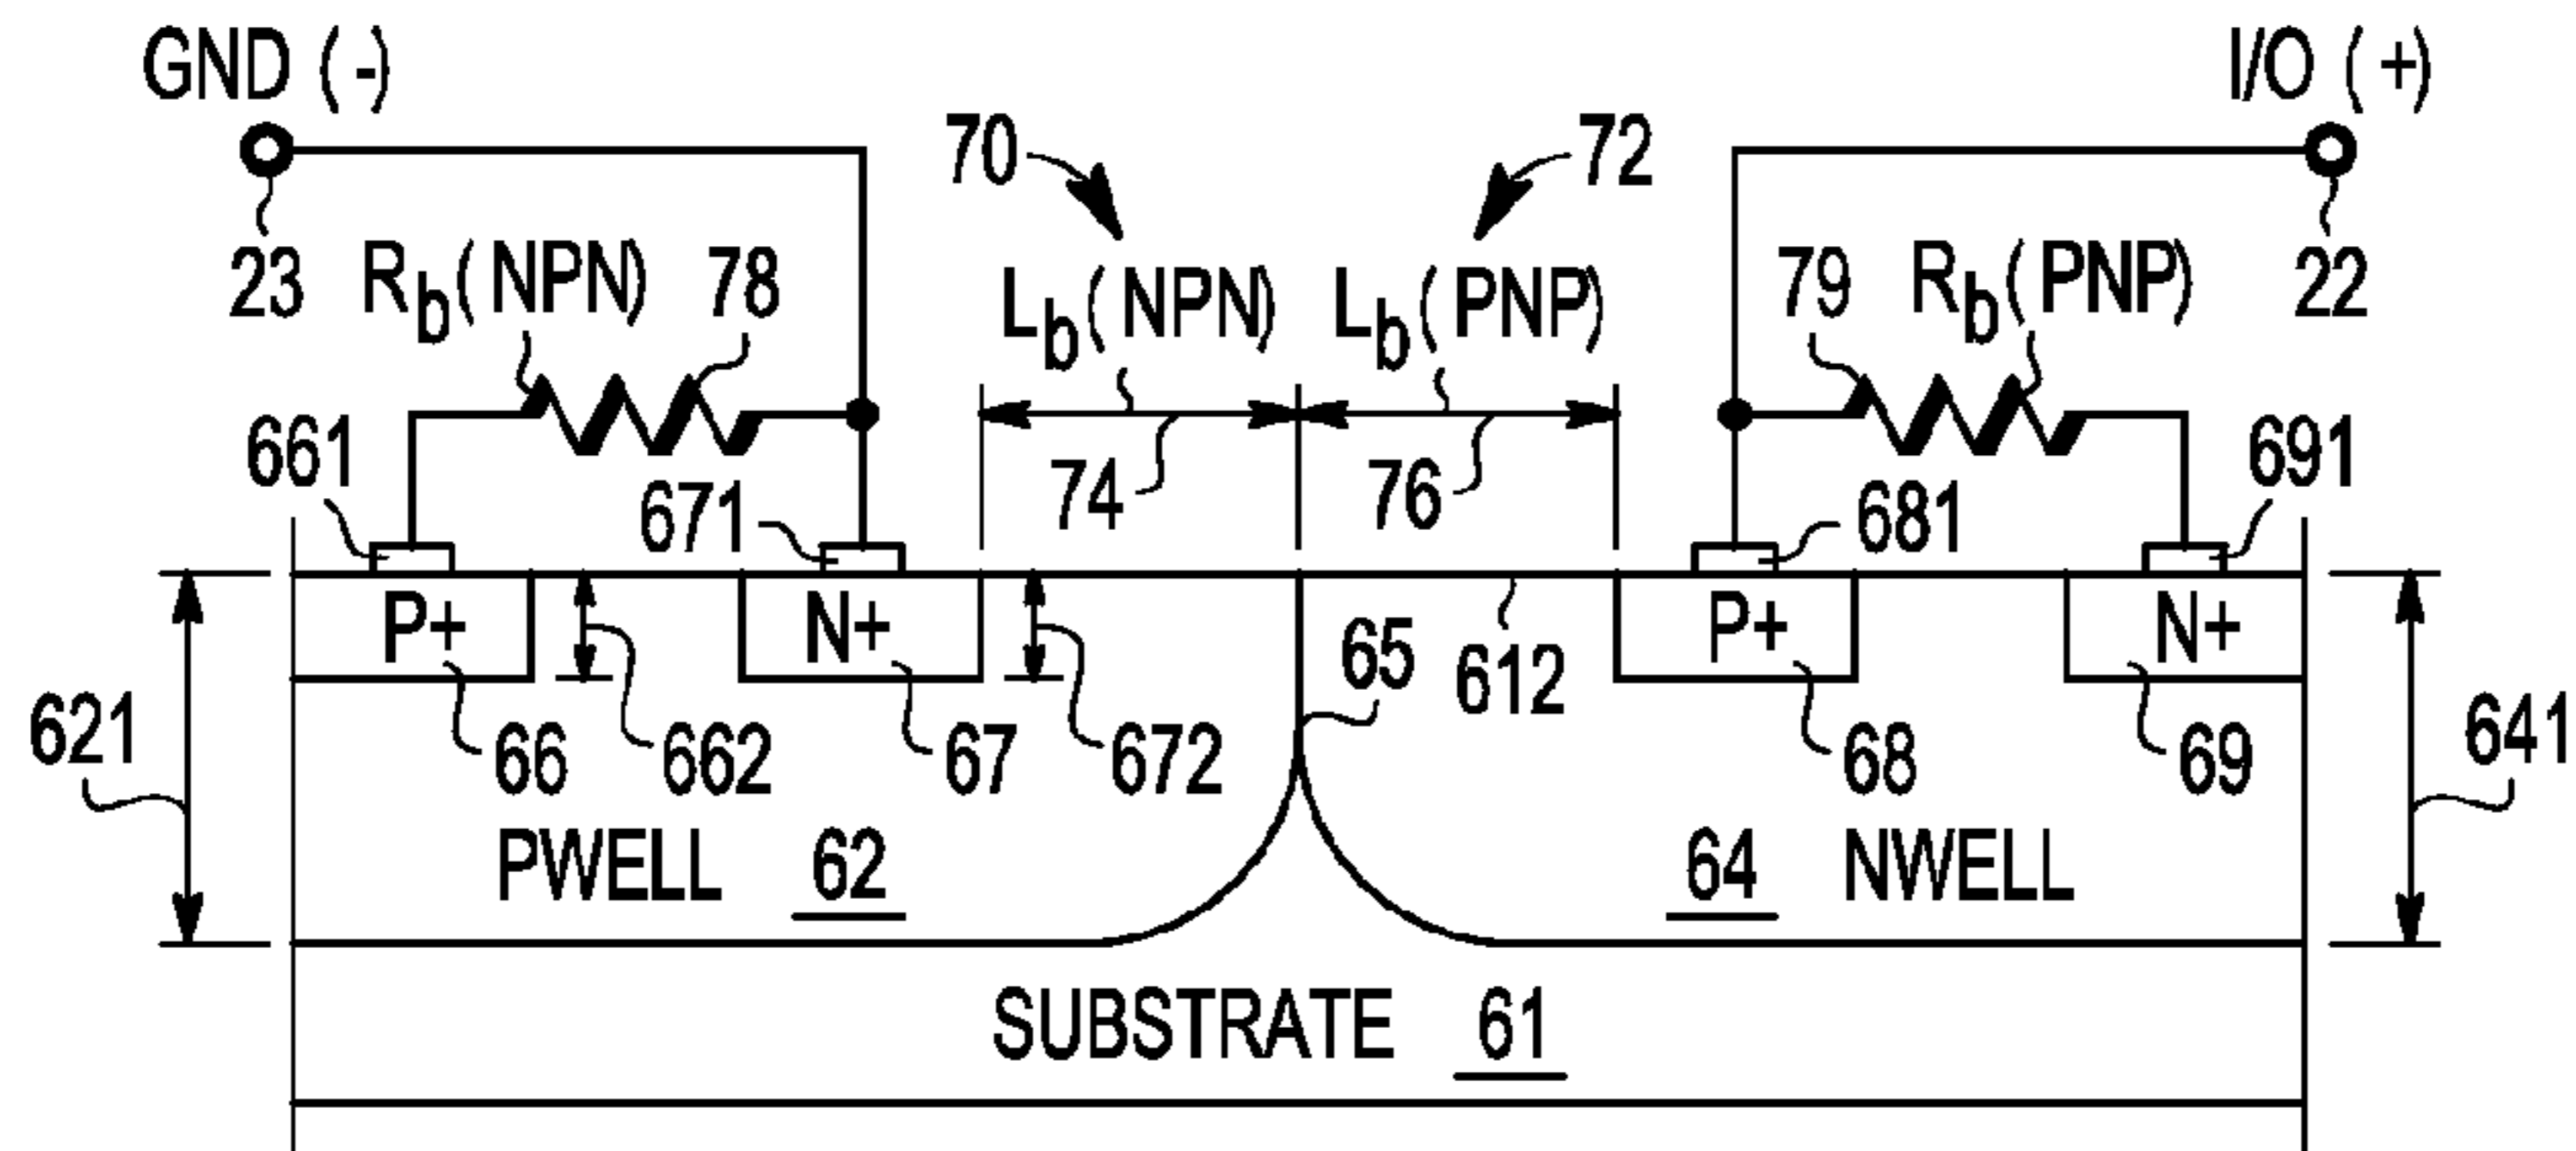 GND (-)
I/O (+)
70
72
23
Rb(NPN)
78
Lb(NPN)
Lb(PNP)
79
Rb(PNP)
22
661
671
74
76
681
691
P+
N+
P+
N+
621
66
662
67
672
65
612
68
69
641
PWELL 62
64 NWELL
SUBSTRATE 61